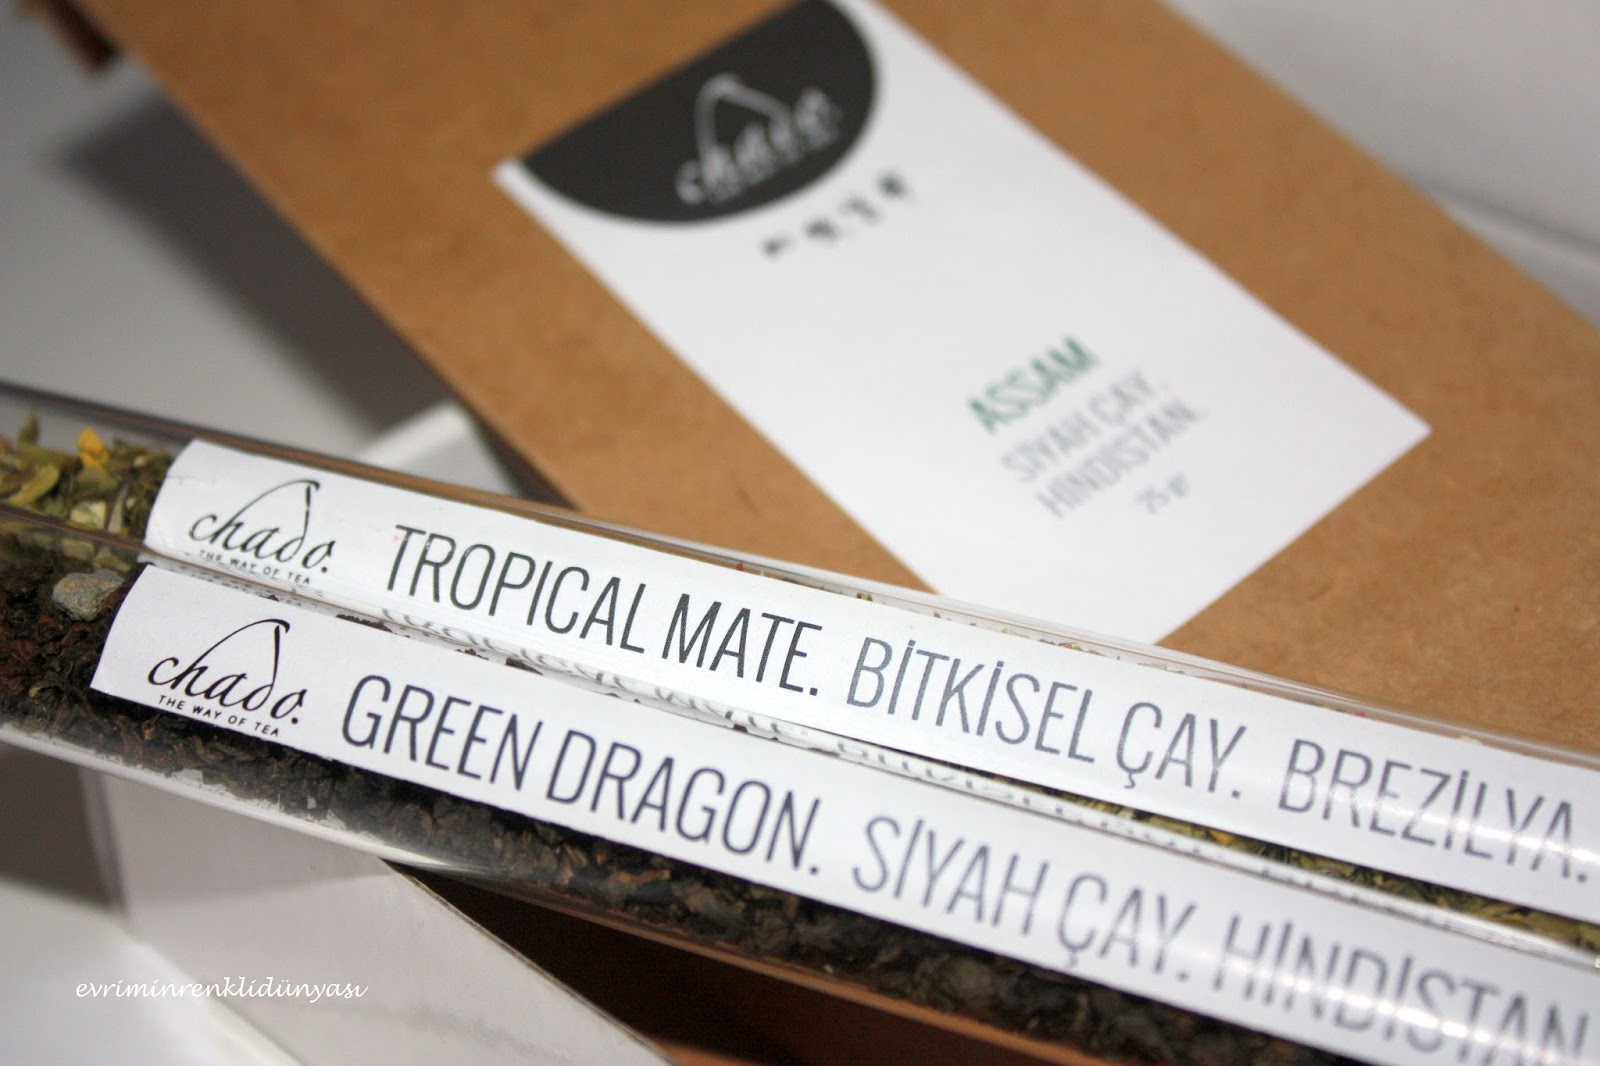 chado.
ASSAM
SİYAH ÇAY.
HİNDİSTAN.
25 gr
chado.
THE WAY OF TEA
TROPICAL MATE. BİTKİSEL ÇAY. BREZİLYA.
chado.
THE WAY OF TEA
GREEN DRAGON. SİYAH ÇAY. HİNDİSTAN
evriminrenklidünyası